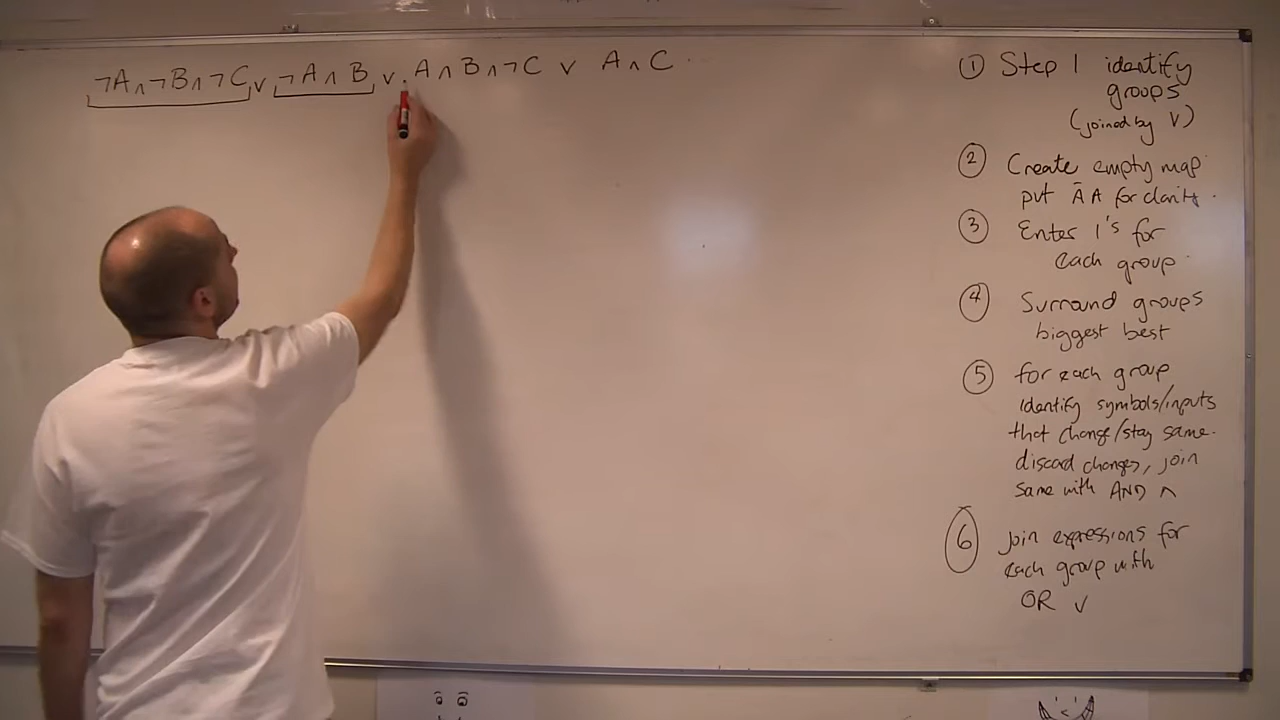 ¬A∧¬B∧¬C∨ ¬A∧B ∨ A∧B∧¬C ∨ A∧C
① Step 1 identify
groups
(joined by V)
② Create empty map
put Ā A for clarity.
③ Enter 1's for
each group
④ Surround groups
biggest best
⑤ for each group
Identify symbols/inputs
that change/stay same.
discard changes, join
same with AND ∧
⑥ join expressions for
each group with
OR ∨